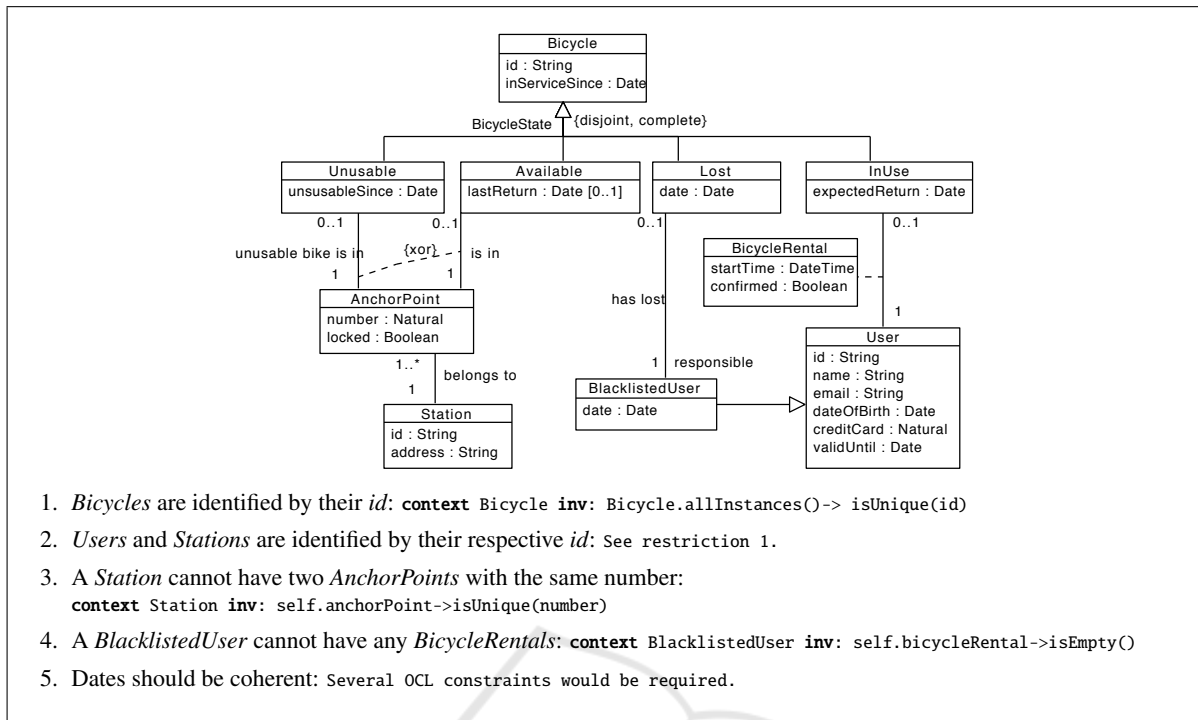 Bicycle
id : String
inServiceSince : Date
BicycleState
{disjoint, complete}
Unusable
unsusableSince : Date
Available
lastReturn : Date [0..1]
Lost
date : Date
InUse
expectedReturn : Date
0..1
0..1
0..1
0..1
unusable bike is in
{xor}
is in
1
1
BicycleRental
startTime : DateTime
confirmed : Boolean
has lost
AnchorPoint
number : Natural
locked : Boolean
1
1..*
belongs to
1
1
responsible
User
id : String
name : String
email : String
dateOfBirth : Date
creditCard : Natural
validUntil : Date
BlacklistedUser
date : Date
Station
id : String
address : String
1. Bicycles are identified by their id: context Bicycle inv: Bicycle.allInstances()-> isUnique(id)
2. Users and Stations are identified by their respective id: See restriction 1.
3. A Station cannot have two AnchorPoints with the same number:
context Station inv: self.anchorPoint->isUnique(number)
4. A BlacklistedUser cannot have any BicycleRentals: context BlacklistedUser inv: self.bicycleRental->isEmpty()
5. Dates should be coherent: Several OCL constraints would be required.